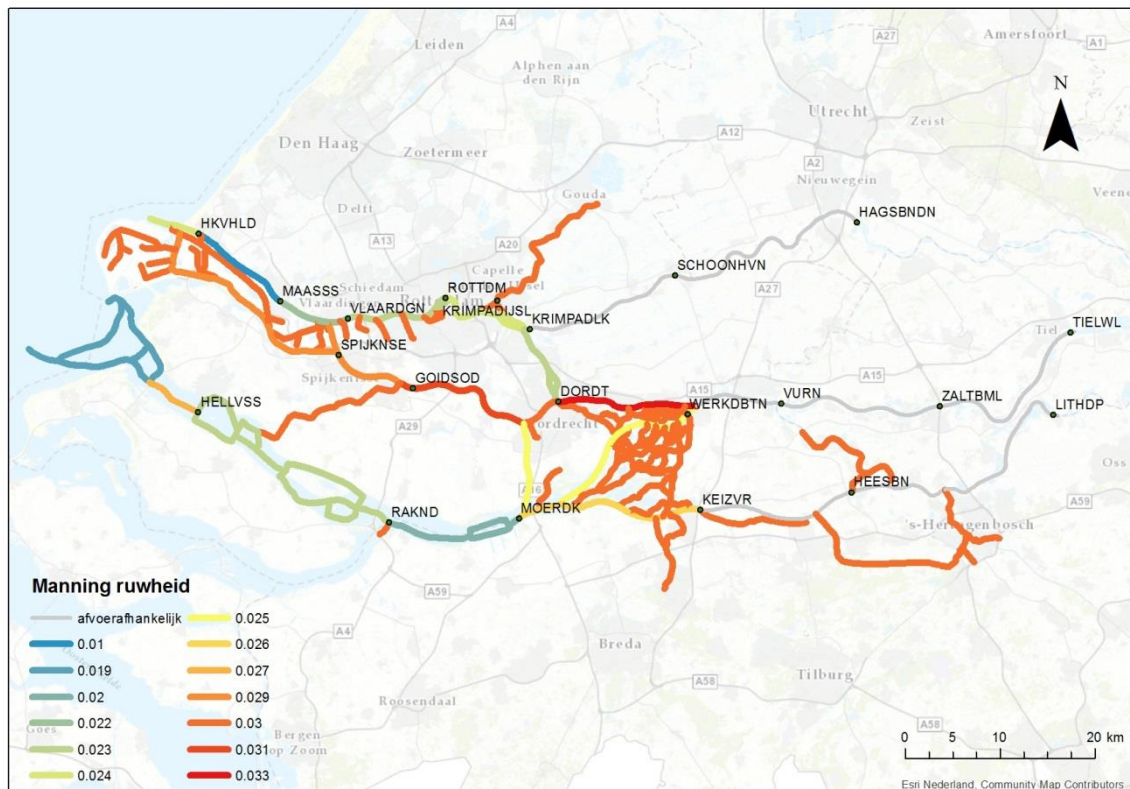 Leiden
Alphen aan
den Rijn
A4
A27
Amersfoort
A1
Utrecht
Zeist
Den Haag
Zoetermeer
A12
A2
Nieuwegein
N
Gouda
Delft
A13
A20
HKVHLD
HAGSBNDN
SCHOONHVN
MAASSS
Schiedam
Capelle
ROTTDM
VLAARDGN
KRIMPADIJSL
KRIMPADLK
A27
TIELWL
Tiel
SPIJKNSE
GOIDSOD
DORDT
A15
A15
WERKDBTN
VURN
ZALTBML
LITHDP
HELLVSS
A29
A16
Oss
HEESBN
KEIZVR
A59
's-Hertogenbosch
RAKND
MOERDK
A59
A4
Breda
Tilburg
A58
Roosendaal
A58
Bergen
op Zoom
Goes
Manning ruwheid
afvoerafhankelijk
0.01
0.019
0.02
0.022
0.023
0.024
0.025
0.026
0.027
0.029
0.03
0.031
0.033
0 5 10 20 km
Esri Nederland, Community Map Contributors